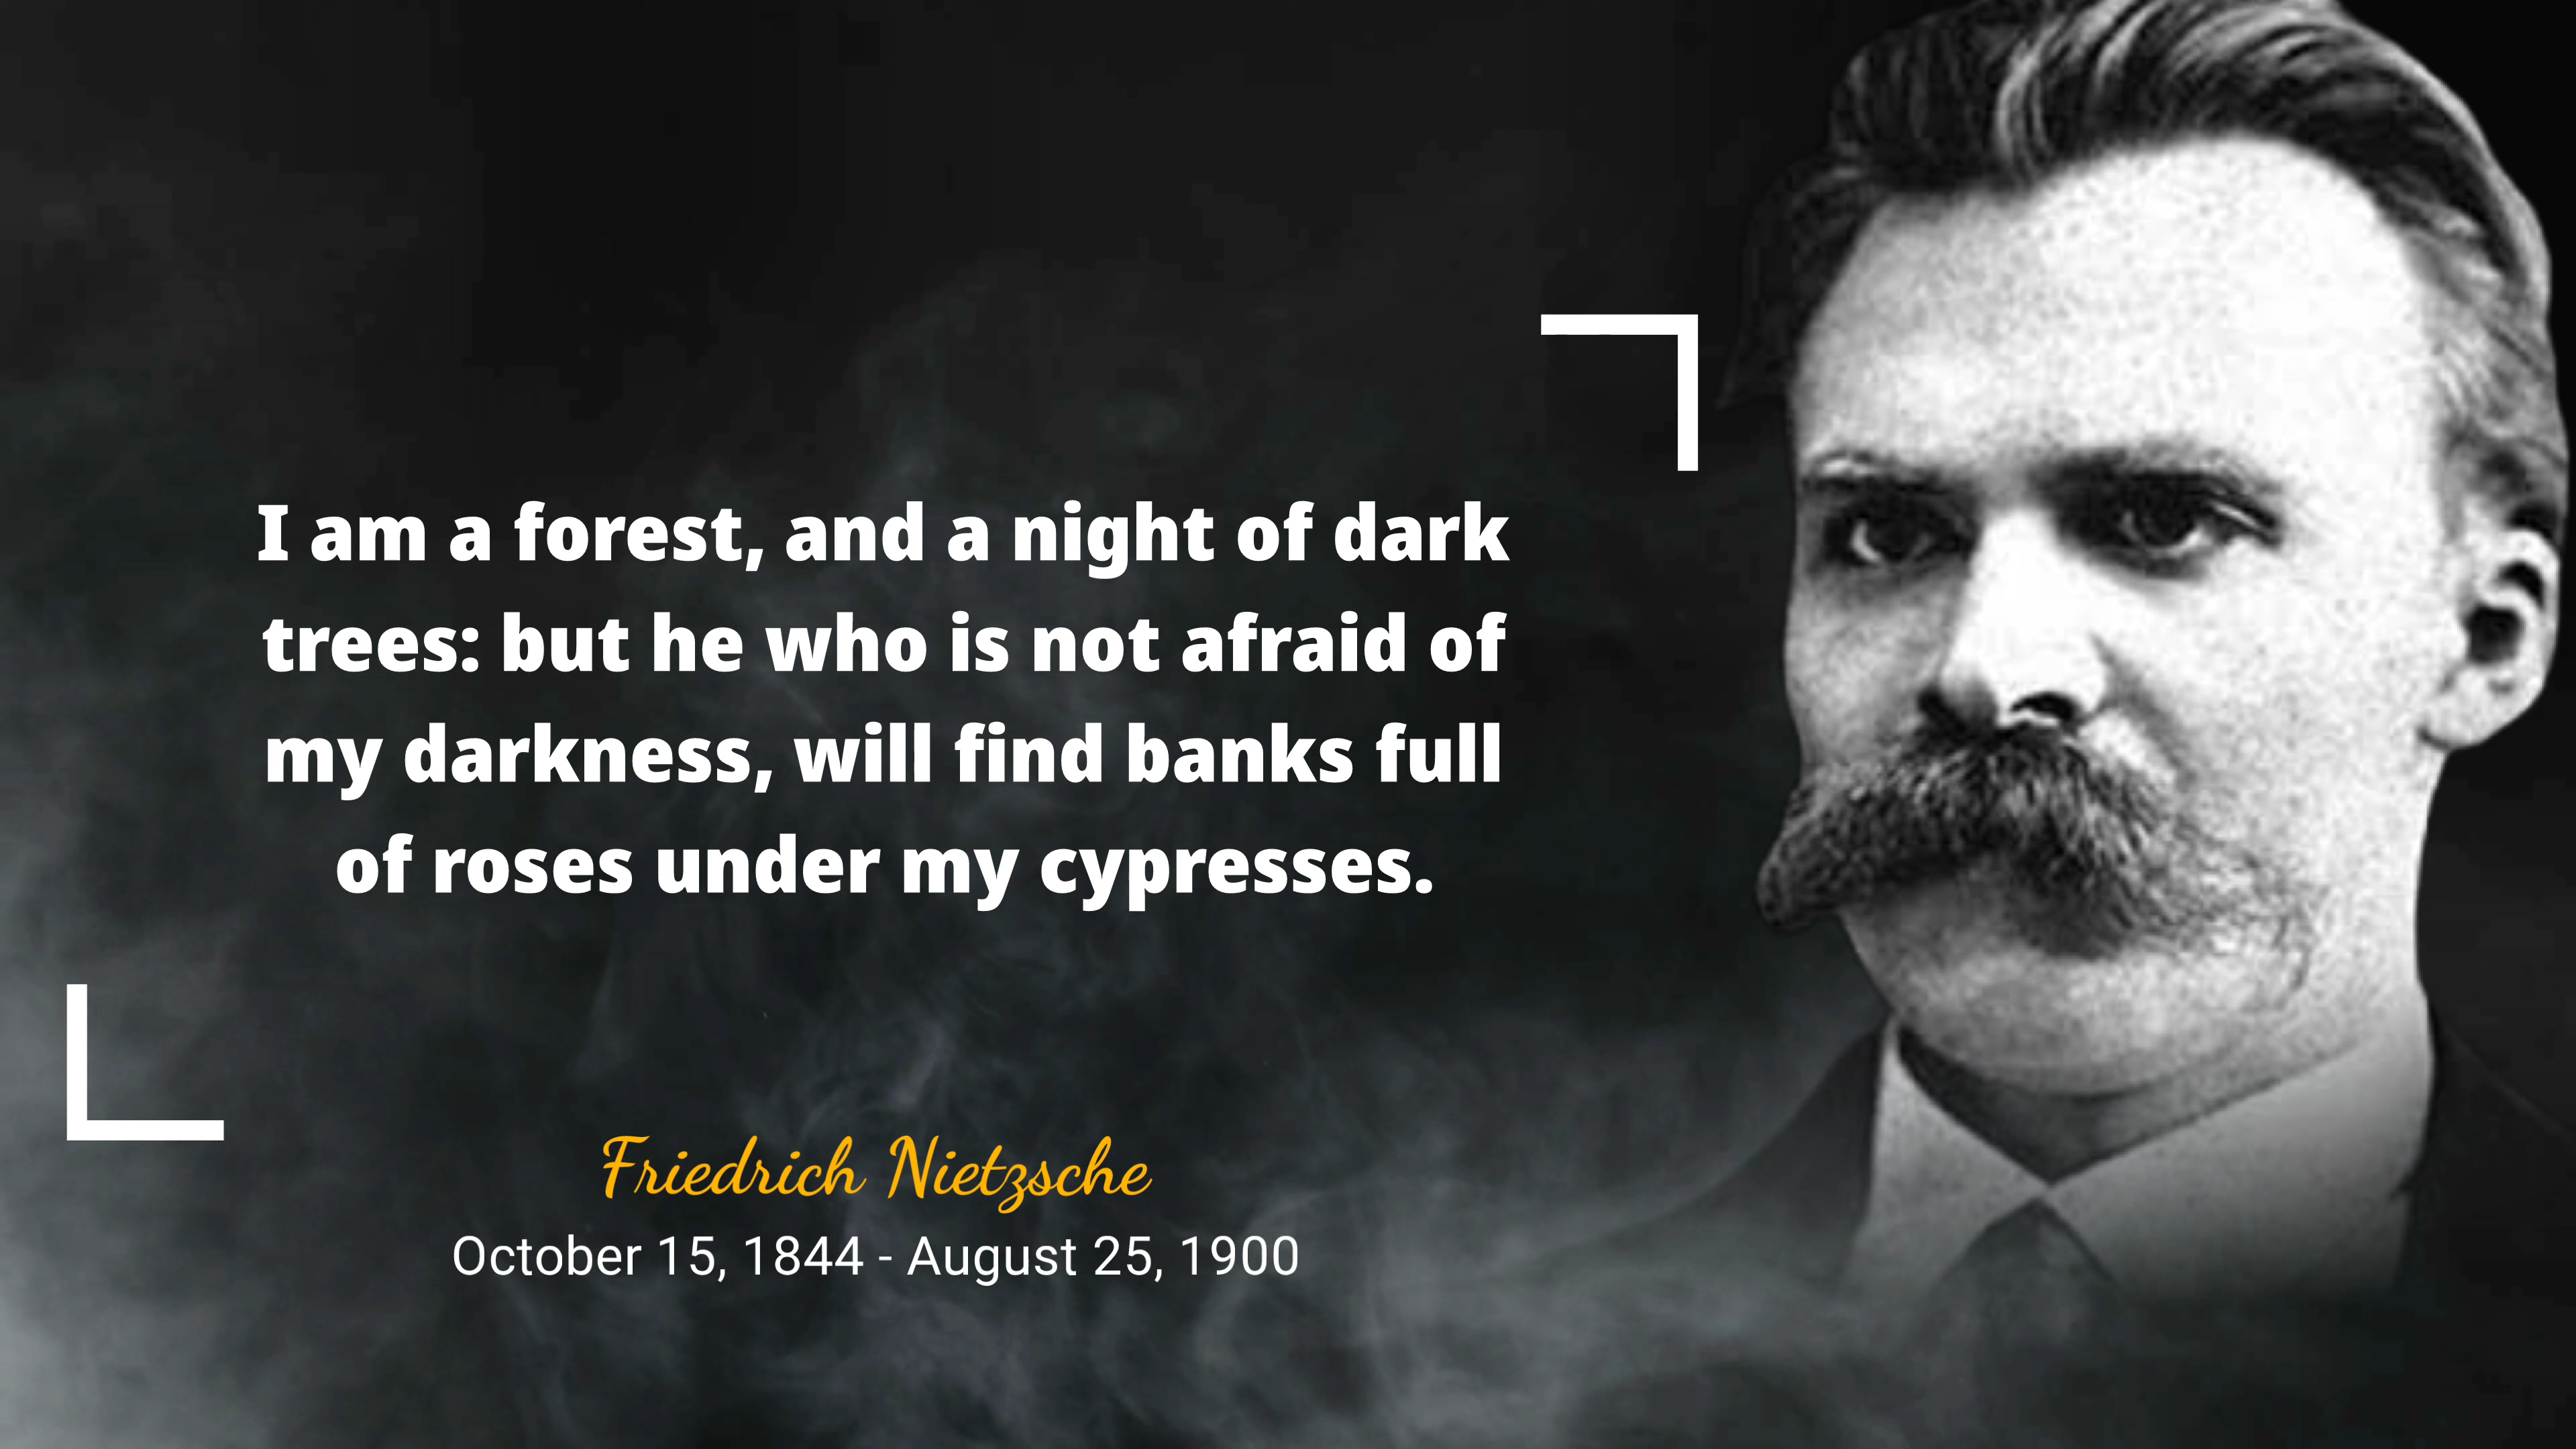 I am a forest, and a night of dark
trees: but he who is not afraid of
my darkness, will find banks full
of roses under my cypresses.
Friedrich Nietzsche
October 15, 1844 - August 25, 1900